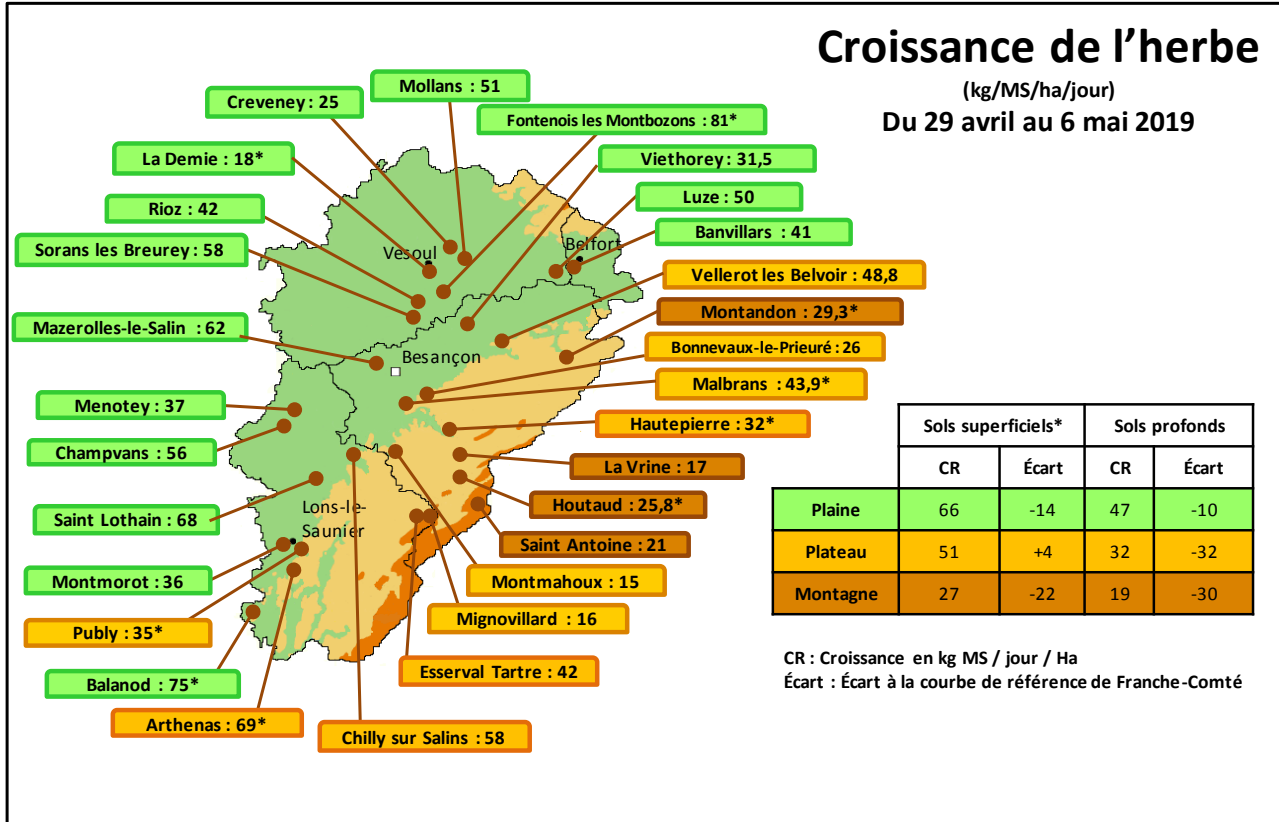 Croissance de l'herbe
(kg/MS/ha/jour)
Du 29 avril au 6 mai 2019
Mollans : 51
Creveney : 25
Fontenois les Montbozons : 81*
La Demie : 18*
Viethorey : 31,5
Rioz : 42
Luze : 50
Sorans les Breurey : 58
Banvillars : 41
Vesoul
Belfort
Vellerot les Belvoir : 48,8
Montandon : 29,3*
Mazerolles-le-Salin : 62
Besançon
Bonnevaux-le-Prieuré : 26
Malbrans : 43,9*
Menotey : 37
Hautepierre : 32*
Champvans : 56
La Vrine : 17
Houtaud : 25,8*
Saint Lothain : 68
Lons-le-
Saunier
Saint Antoine : 21
Montmorot : 36
Montmahoux : 15
Mignovillard : 16
Publy : 35*
Esserval Tartre : 42
Balanod : 75*
Arthenas : 69*
Chilly sur Salins : 58
Sols superficiels* Sols profonds
CR Écart CR Écart
Plaine 66 -14 47 -10
Plateau 51 +4 32 -32
Montagne 27 -22 19 -30
CR : Croissance en kg MS / jour / Ha
Écart : Écart à la courbe de référence de Franche-Comté